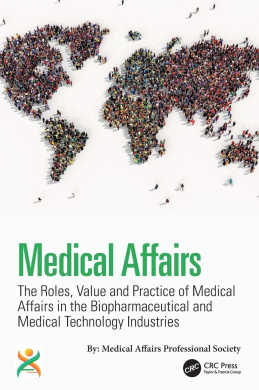 Medical Affairs
The Roles, Value and Practice of Medical
Affairs in the Biopharmaceutical and
Medical Technology Industries
By: Medical Affairs Professional Society
CRC
CRC Press
Taylor & Francis Group